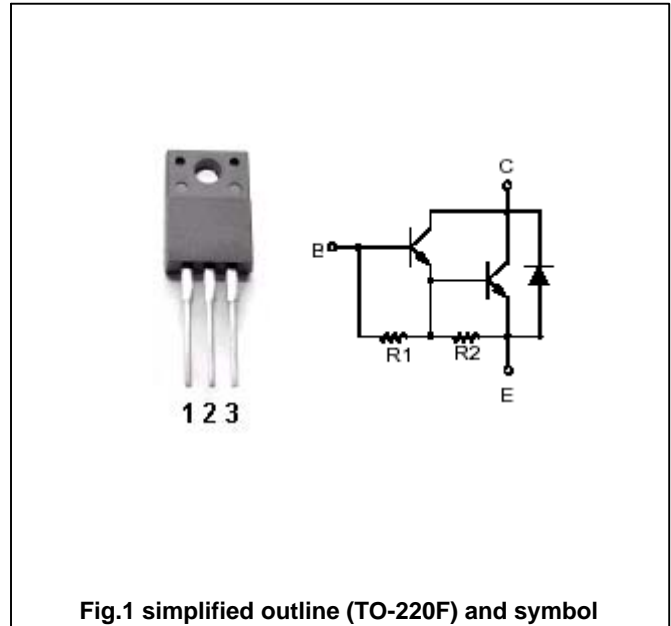 C
B
R1
R2
E
1 2 3
Fig.1 simplified outline (TO-220F) and symbol